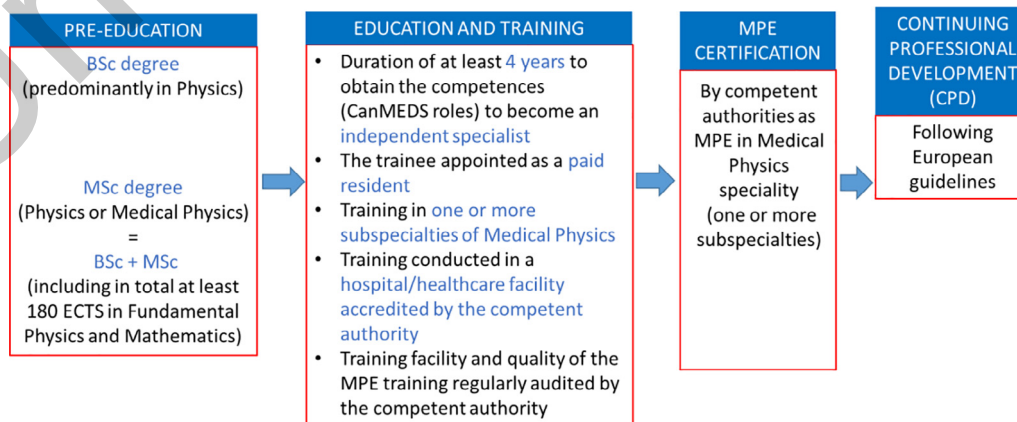 PRE-EDUCATION
BSc degree
(predominantly in Physics)
MSc degree
(Physics or Medical Physics)
=
BSc + MSc
(including in total at least
180 ECTS in Fundamental
Physics and Mathematics)
EDUCATION AND TRAINING
• Duration of at least 4 years to
obtain the competences
(CanMEDS roles) to become an
independent specialist
• The trainee appointed as a paid
resident
• Training in one or more
subspecialties of Medical Physics
• Training conducted in a
hospital/healthcare facility
accredited by the competent
authority
• Training facility and quality of the
MPE training regularly audited by
the competent authority
MPE
CERTIFICATION
By competent
authorities as
MPE in Medical
Physics
speciality
(one or more
subspecialties)
CONTINUING
PROFESSIONAL
DEVELOPMENT
(CPD)
Following
European
guidelines